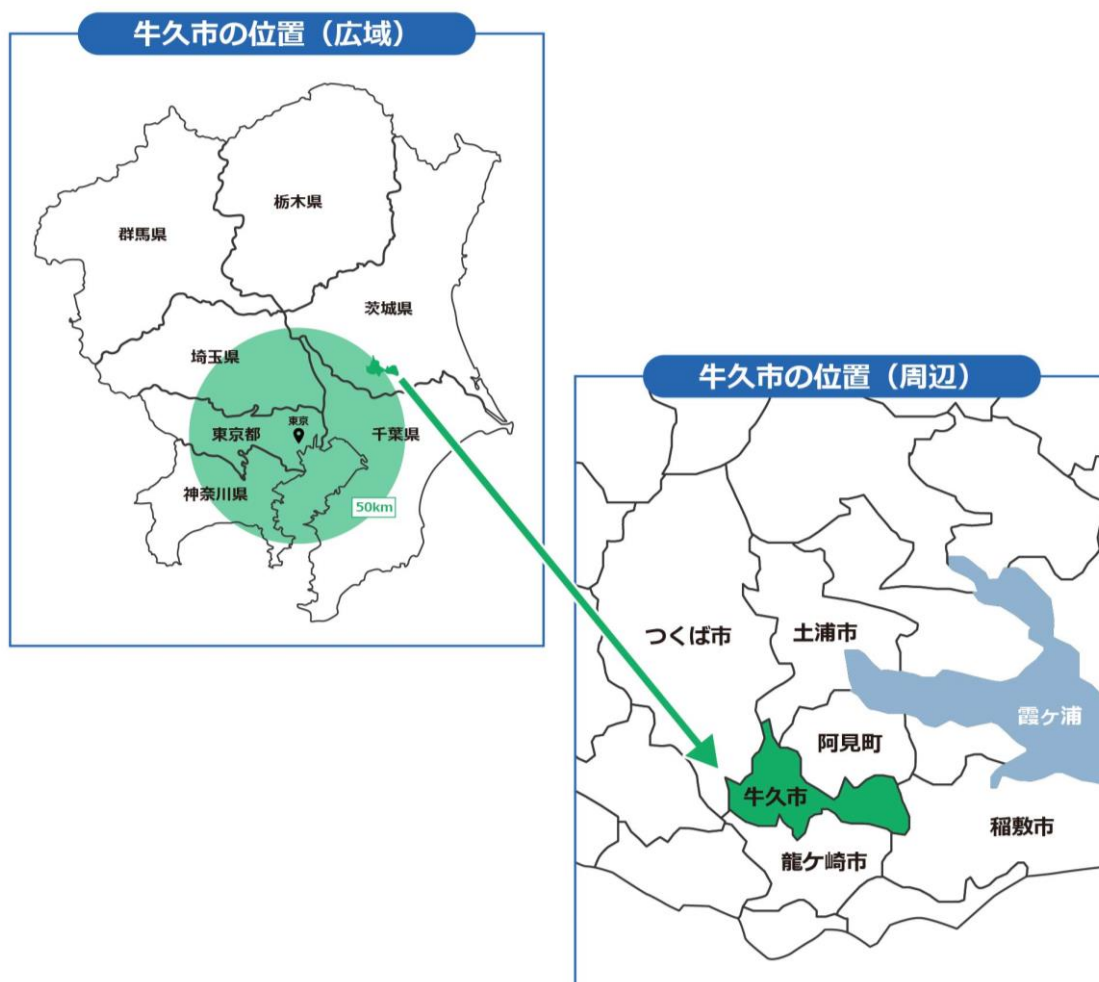 牛久市の位置（広域）
栃木県
群馬県
茨城県
埼玉県
東京
東京都
千葉県
神奈川県
50km
牛久市の位置（周辺）
つくば市
土浦市
霞ヶ浦
阿見町
牛久市
稲敷市
龍ケ崎市